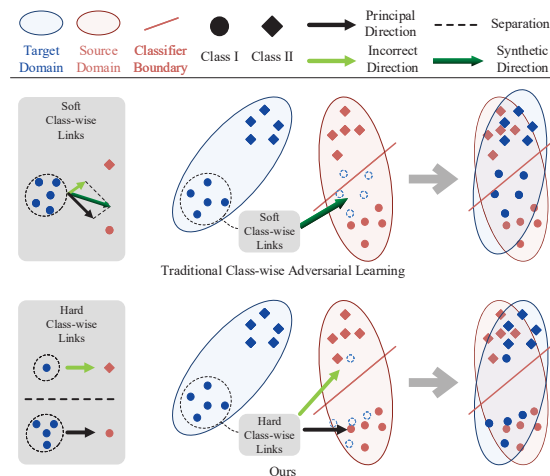 Target
Domain
Source
Domain
Classifier
Boundary
Class I
Class II
Principal
Direction
Incorrect
Direction
Separation
Synthetic
Direction
Soft
Class-wise
Links
Soft
Class-wise
Links
Traditional Class-wise Adversarial Learning
Hard
Class-wise
Links
Hard
Class-wise
Links
Ours